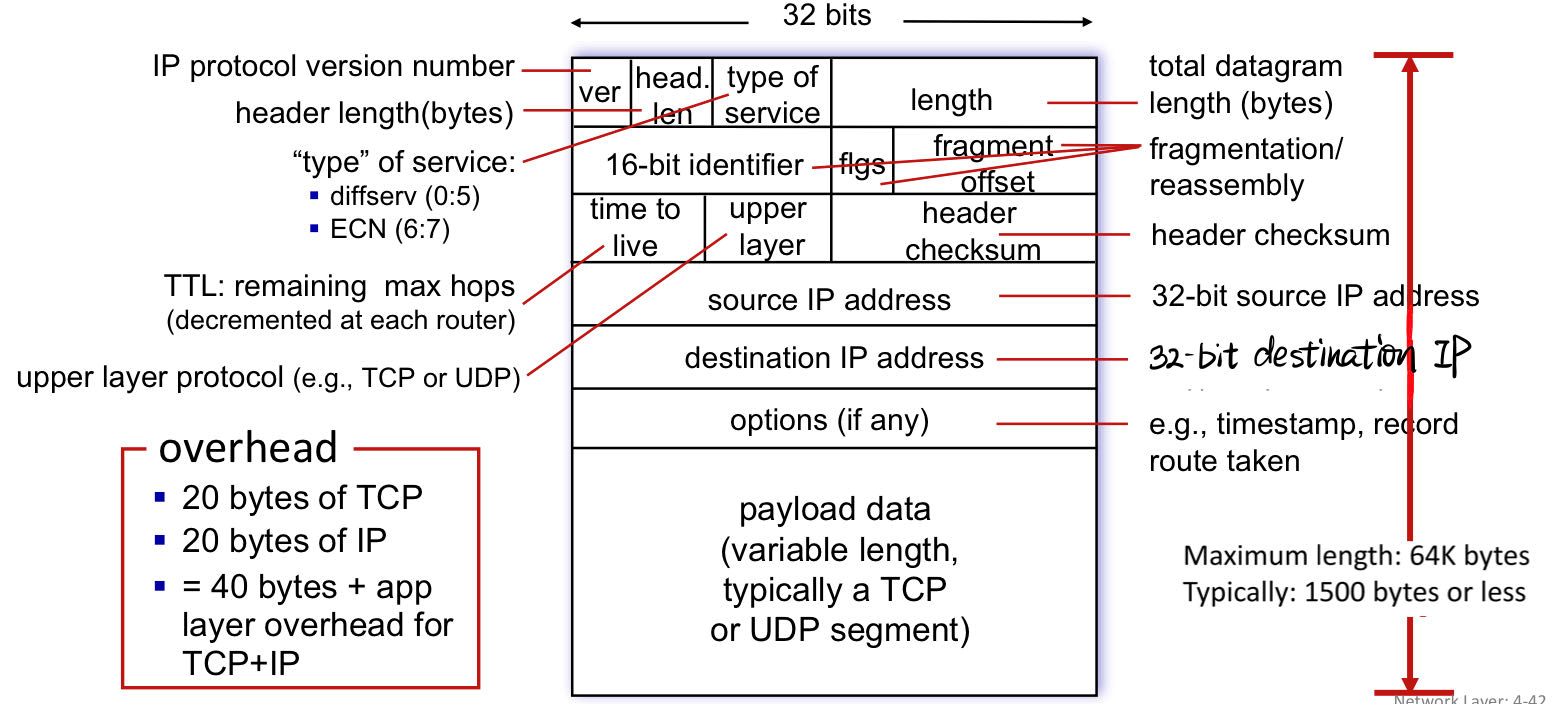 32 bits
IP protocol version number
header length(bytes)
“type” of service:
▪ diffserv (0:5)
▪ ECN (6:7)
TTL: remaining max hops
(decremented at each router)
upper layer protocol (e.g., TCP or UDP)
overhead
▪ 20 bytes of TCP
▪ 20 bytes of IP
▪ = 40 bytes + app
layer overhead for
TCP+IP
ver
head.
len
type of
service
length
16-bit identifier
flgs
fragment
offset
time to
live
upper
layer
header
checksum
source IP address
destination IP address
options (if any)
payload data
(variable length,
typically a TCP
or UDP segment)
total datagram
length (bytes)
fragmentation/
reassembly
header checksum
32-bit source IP address
32-bit destination IP
e.g., timestamp, record
route taken
Maximum length: 64K bytes
Typically: 1500 bytes or less
Network Layer: 4-42